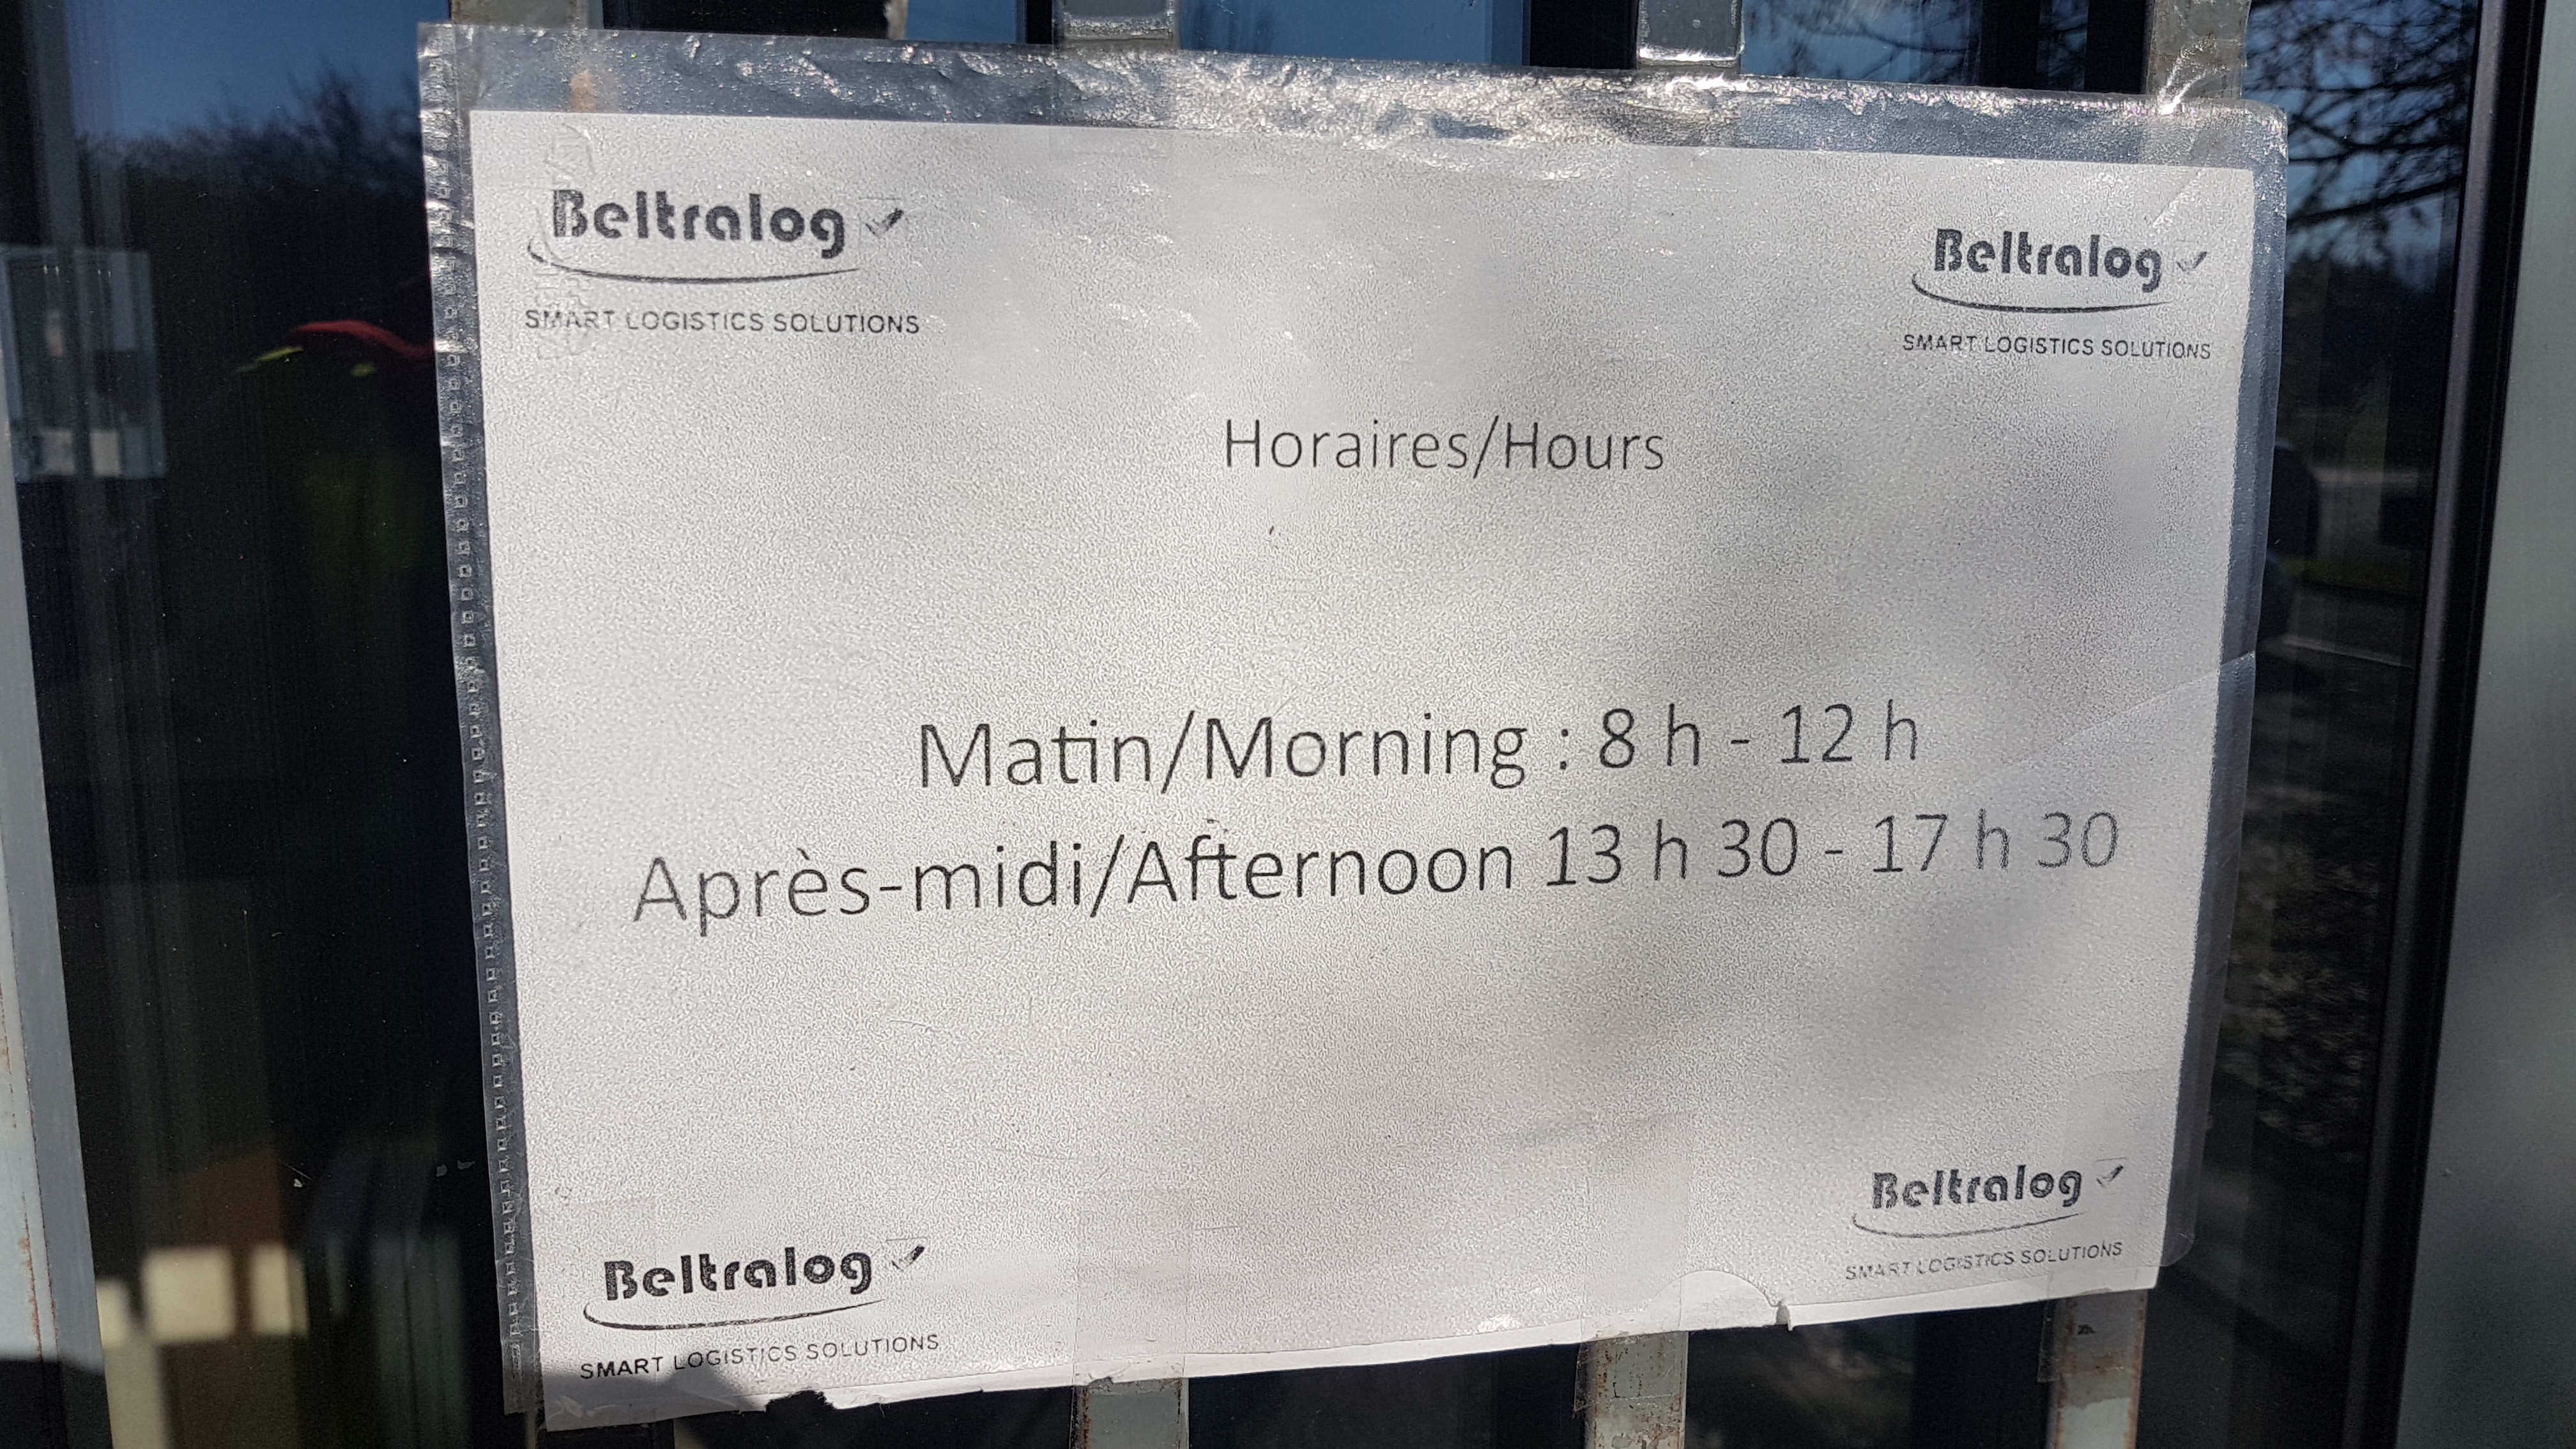 Beltralog
SMART LOGISTICS SOLUTIONS
Beltralog
SMART LOGISTICS SOLUTIONS
Horaires/Hours
Matin/Morning : 8 h - 12 h
Après-midi/Afternoon 13 h 30 - 17 h 30
Beltralog
SMART LOGISTICS SOLUTIONS
Beltralog
SMART LOGISTICS SOLUTIONS